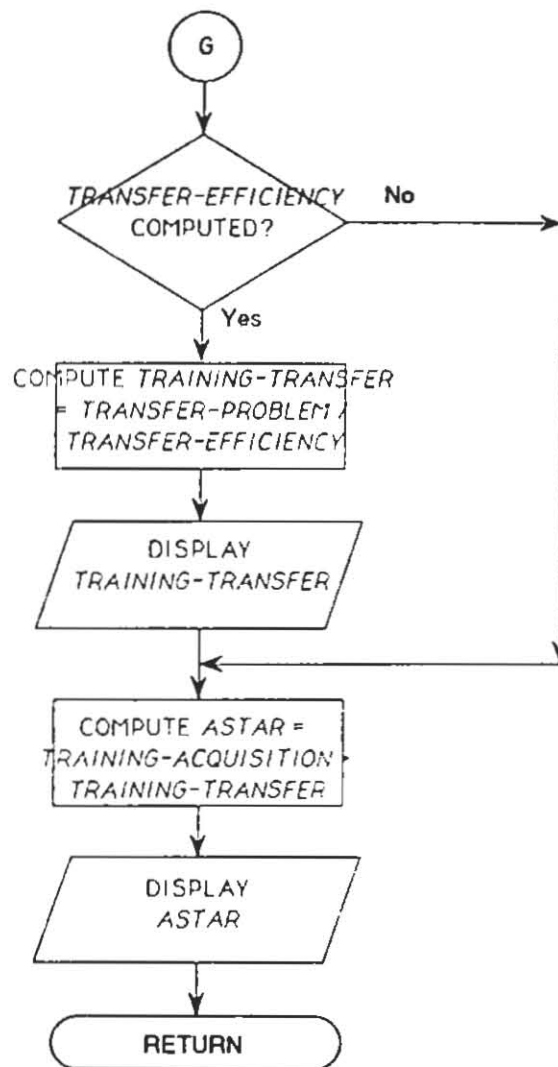 G
TRANSFER-EFFICIENCY
COMPUTED?
No
Yes
COMPUTE TRAINING-TRANSFER
= TRANSFER-PROBLEM /
TRANSFER-EFFICIENCY
DISPLAY
TRAINING-TRANSFER
COMPUTE ASTAR =
TRAINING-ACQUISITION
TRAINING-TRANSFER
DISPLAY
ASTAR
RETURN